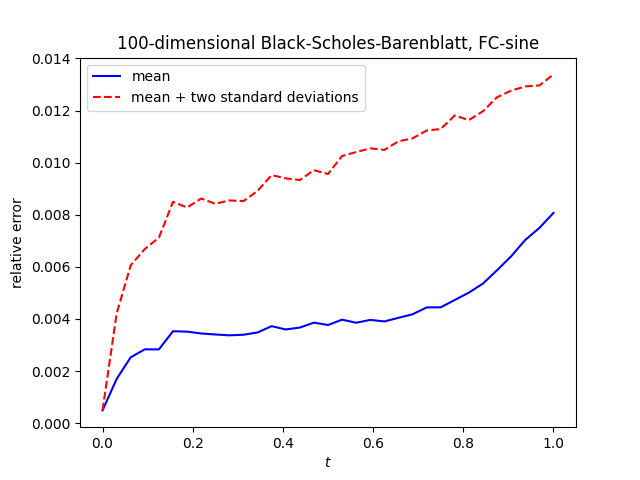 100-dimensional Black-Scholes-Barenblatt, FC-sine
mean
mean + two standard deviations
relative error
0.014
0.012
0.010
0.008
0.006
0.004
0.002
0.000
0.0 0.2 0.4 0.6 0.8 1.0
t